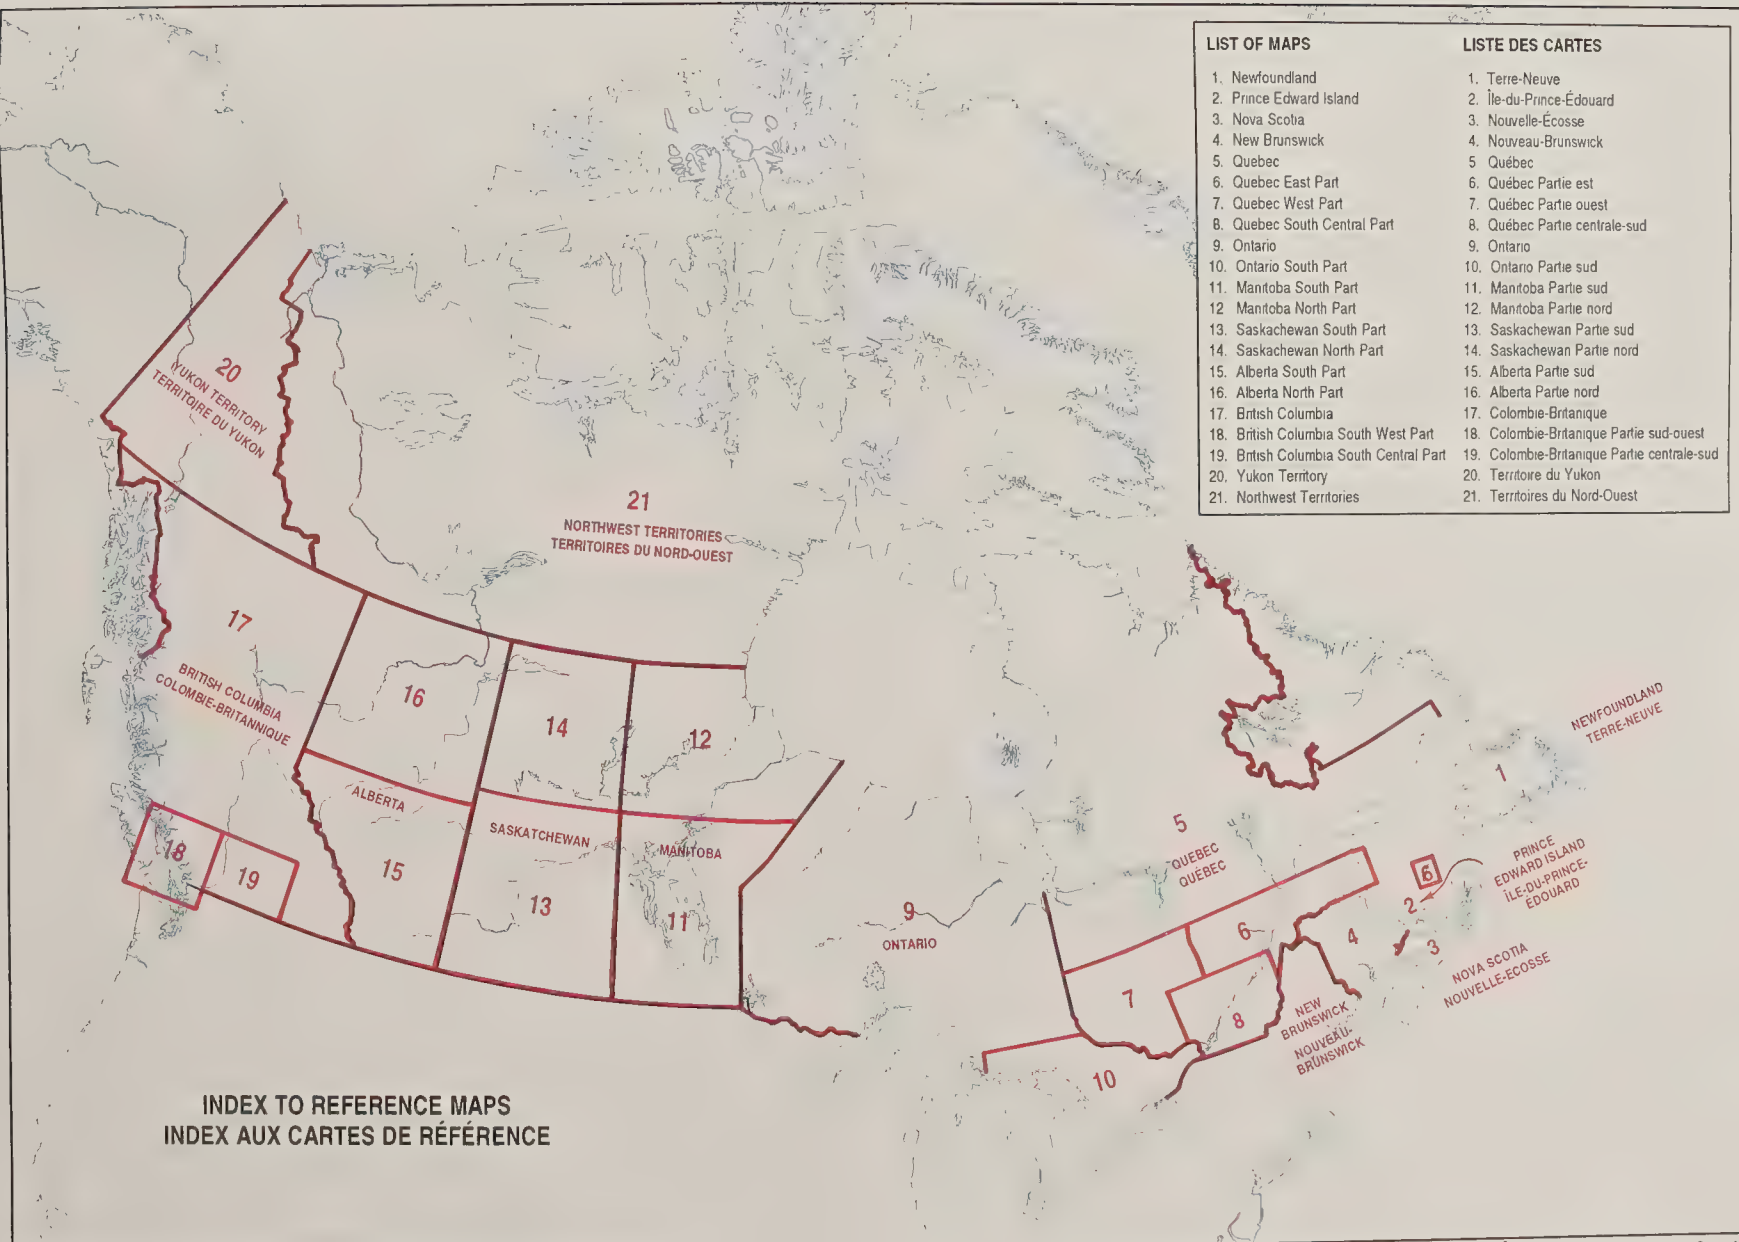 LIST OF MAPS
1. Newfoundland
2. Prince Edward Island
3. Nova Scotia
4. New Brunswick
5. Quebec
6. Quebec East Part
7. Quebec West Part
8. Quebec South Central Part
9. Ontario
10. Ontario South Part
11. Manitoba South Part
12 Manitoba North Part
13. Saskachewan South Part
14. Saskachewan North Part
15. Alberta South Part
16. Alberta North Part
17. British Columbia
18. British Columbia South West Part
19. British Columbia South Central Part
20. Yukon Territory
21. Northwest Territories
LISTE DES CARTES
1. Terre-Neuve
2. Île-du-Prince-Édouard
3. Nouvelle-Écosse
4. Nouveau-Brunswick
5 Québec
6. Québec Partie est
7. Québec Partie ouest
8. Québec Partie centrale-sud
9. Ontario
10. Ontario Partie sud
11. Manitoba Partie sud
12. Manitoba Partie nord
13. Saskachewan Partie sud
14. Saskachewan Partie nord
15. Alberta Partie sud
16. Alberta Partie nord
17. Colombie-Britanique
18. Colombie-Britanique Partie sud-ouest
19. Colombie-Britanique Partie centrale-sud
20. Territoire du Yukon
21. Territoires du Nord-Ouest
20
YUKON TERRITORY
TERRITOIRE DU YUKON
21
NORTHWEST TERRITORIES
TERRITOIRES DU NORD-OUEST
17
BRITISH COLUMBIA
COLOMBIE-BRITANNIQUE
16
14
12
ALBERTA
SASKATCHEWAN
MANITOBA
18
19
15
13
11
9
ONTARIO
5
QUEBEC
QUÉBEC
NEWFOUNDLAND
TERRE-NEUVE
1
6
PRINCE
EDWARD ISLAND
ÎLE-DU-PRINCE-
ÉDOUARD
2
3
NOVA SCOTIA
NOUVELLE-ECOSSE
4
NEW
BRUNSWICK
NOUVEAU-
BRUNSWICK
6
7
8
10
INDEX TO REFERENCE MAPS
INDEX AUX CARTES DE RÉFÉRENCE